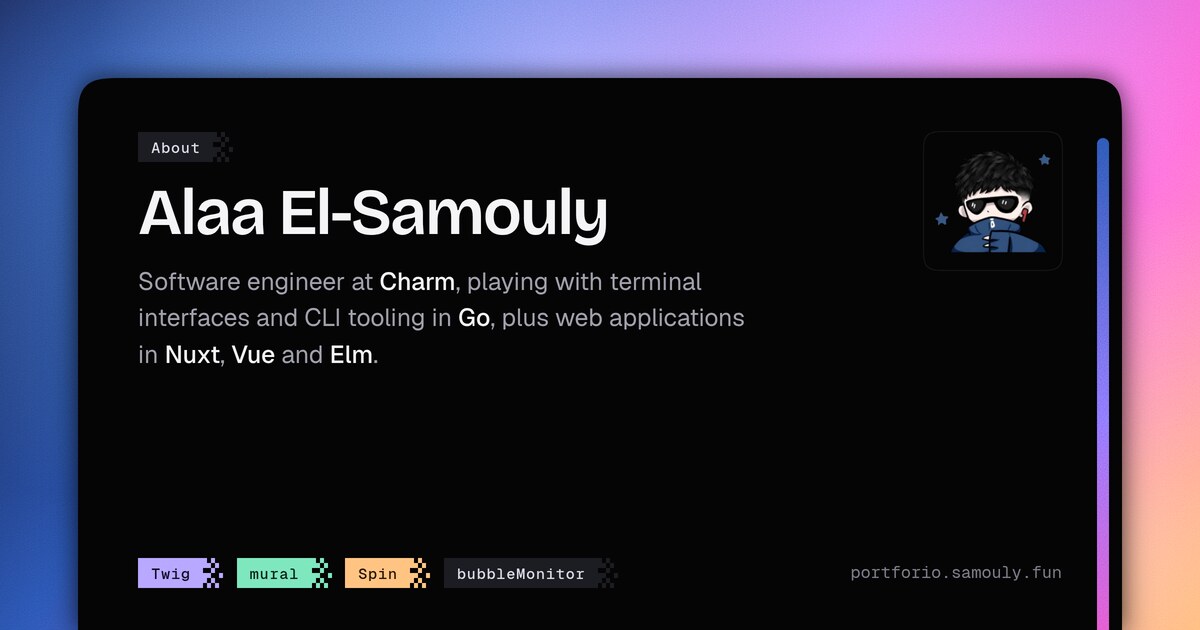 About
Alaa El-Samouly
Software engineer at Charm, playing with terminal
interfaces and CLI tooling in Go, plus web applications
in Nuxt, Vue and Elm.
Twig
mural
Spin
bubbleMonitor
portforio.samouly.fun